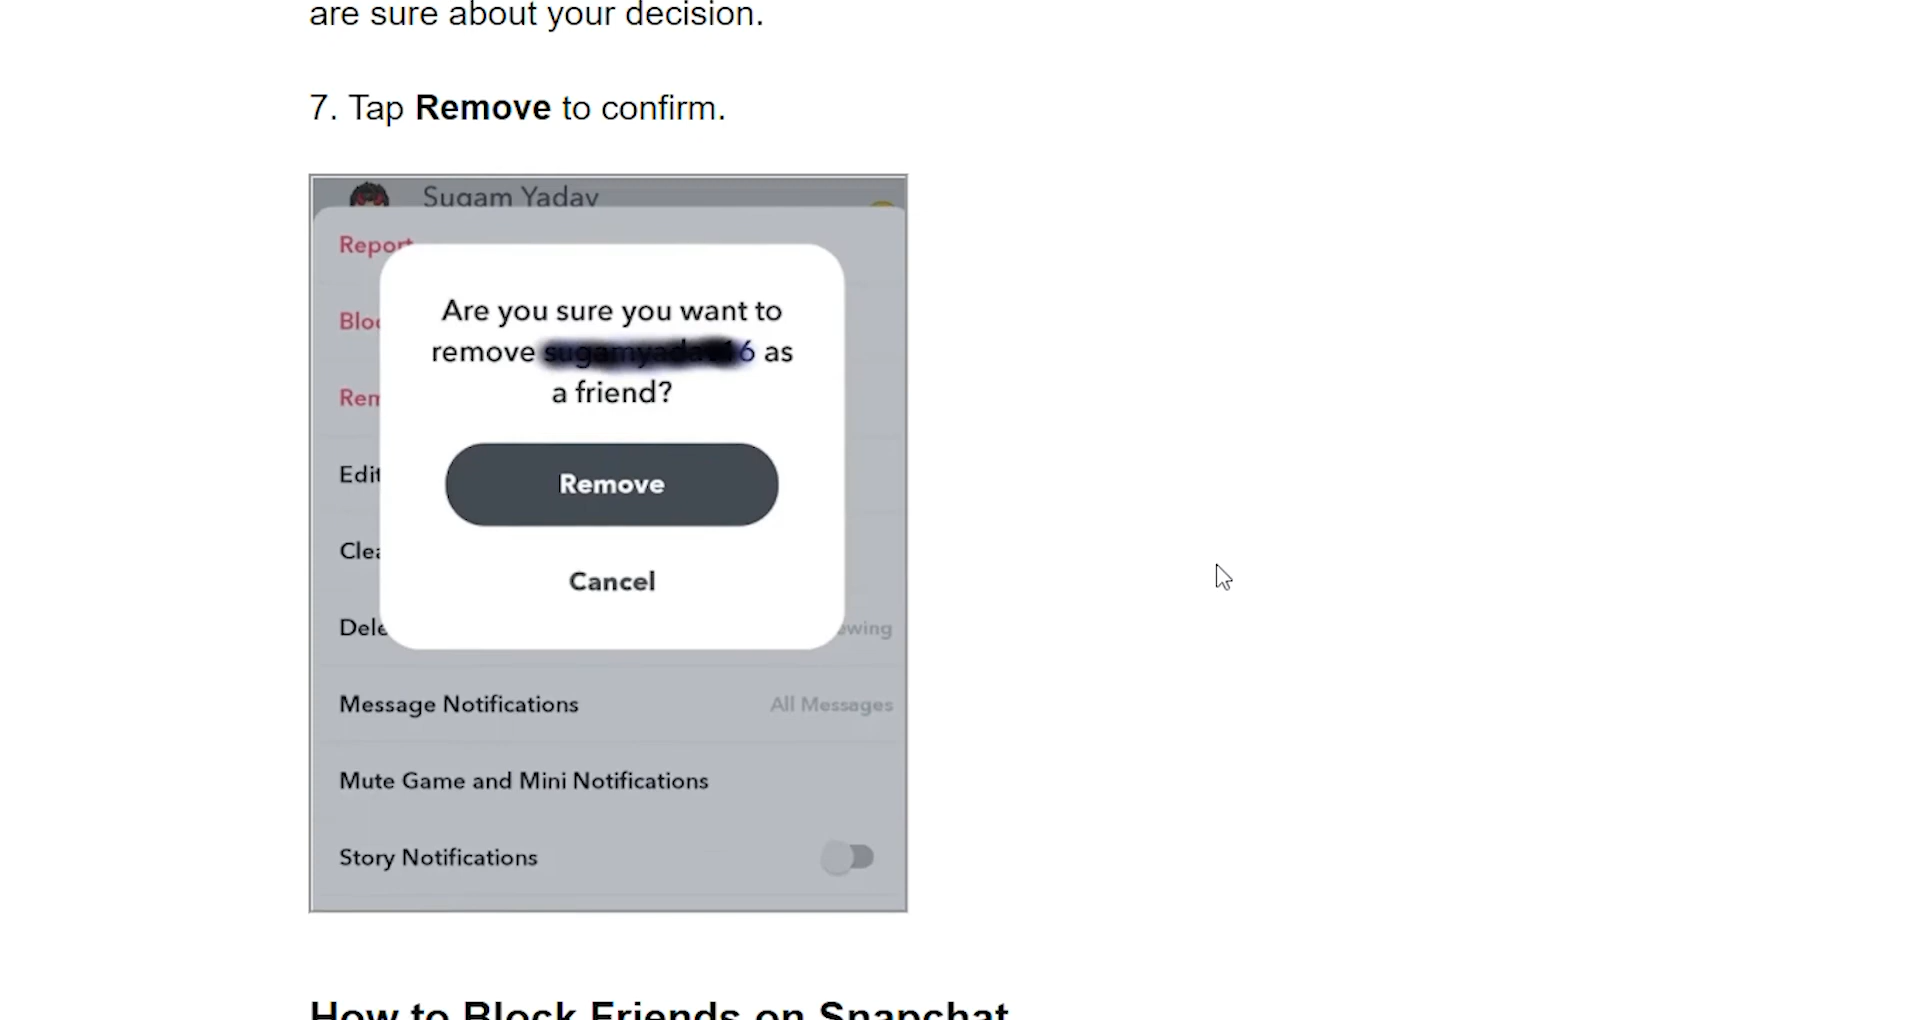 are sure about your decision.
7. Tap Remove to confirm.
Sugam Yadav
Report
Are you sure you want to
remove as
a friend?
Remove
Cancel
Message Notifications
All Messages
Mute Game and Mini Notifications
Story Notifications
How to Block Friends on Snapchat